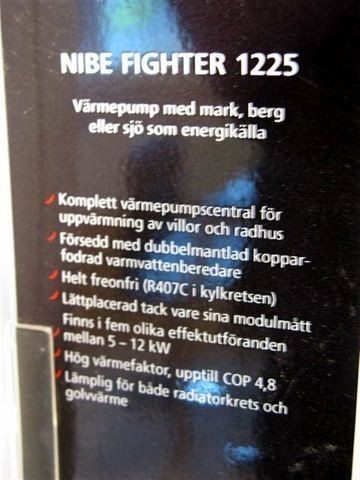 NIBE FIGHTER 1225
Värmepump med mark, berg
eller sjö som energikälla
Komplett värmepumpscentral för
uppvärmning av villor och radhus
Försedd med dubbelmantlad koppar-
fodrad varmvattenberedare
Helt freonfri (R407C i kylkretsen)
Lättplacerad tack vare sina modulmått
Finns i fem olika effektutföranden
mellan 5 – 12 kW
Hög värmefaktor, upptill COP 4,8
Lämplig för både radiatorkrets och
golvvärme